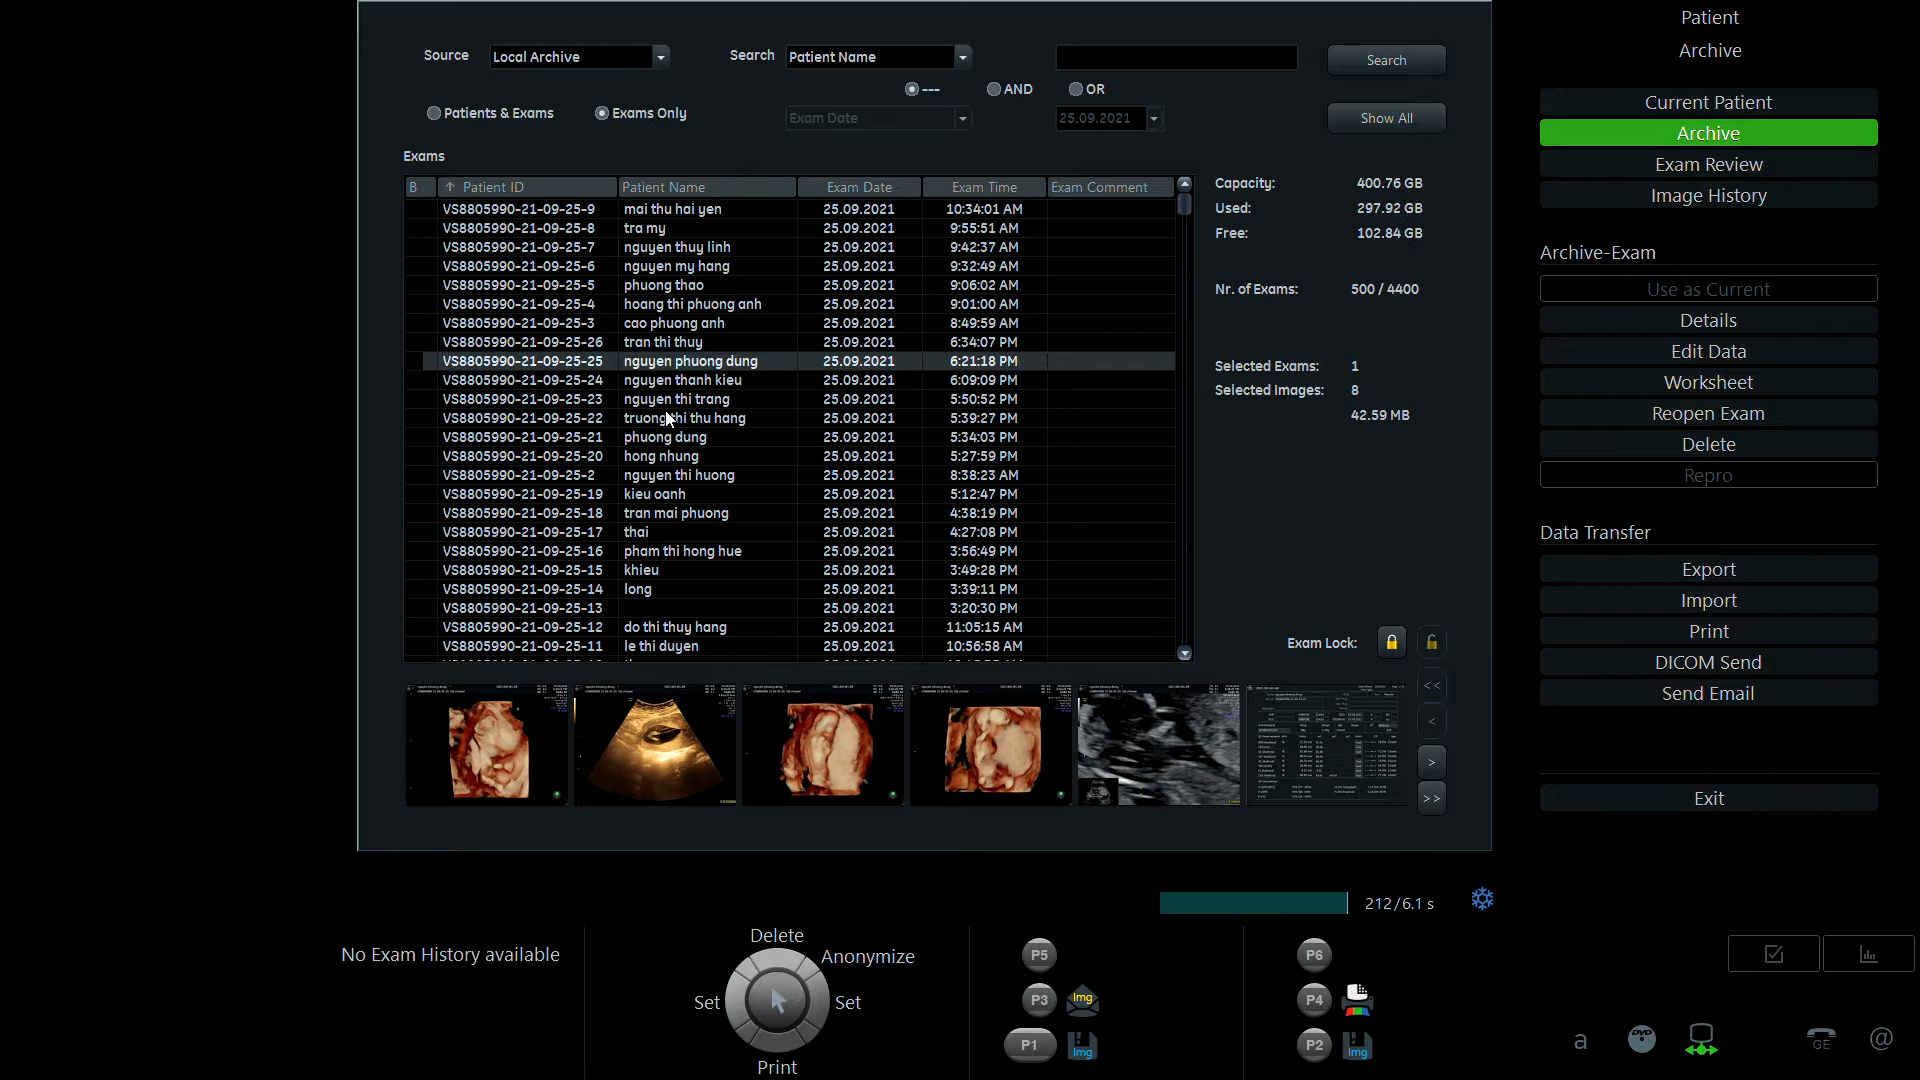 Patient
Archive
Source Local Archive Search Patient Name Search
--- AND OR
Patients & Exams Exams Only Exam Date 25.09.2021 Show All
Exams
B Patient ID Patient Name Exam Date Exam Time Exam Comment
VS8805990-21-09-25-9 mai thu hai yen 25.09.2021 10:34:01 AM
VS8805990-21-09-25-8 tra my 25.09.2021 9:55:51 AM
VS8805990-21-09-25-7 nguyen thuy linh 25.09.2021 9:42:37 AM
VS8805990-21-09-25-6 nguyen my hang 25.09.2021 9:32:49 AM
VS8805990-21-09-25-5 phuong thao 25.09.2021 9:06:02 AM
VS8805990-21-09-25-4 hoang thi phuong anh 25.09.2021 9:01:00 AM
VS8805990-21-09-25-3 cao phuong anh 25.09.2021 8:49:59 AM
VS8805990-21-09-25-26 tran thi thuy 25.09.2021 6:34:07 PM
VS8805990-21-09-25-25 nguyen phuong dung 25.09.2021 6:21:18 PM
VS8805990-21-09-25-24 nguyen thanh kieu 25.09.2021 6:09:09 PM
VS8805990-21-09-25-23 nguyen thi trang 25.09.2021 5:50:52 PM
VS8805990-21-09-25-22 truong thi thu hang 25.09.2021 5:39:27 PM
VS8805990-21-09-25-21 phuong dung 25.09.2021 5:34:03 PM
VS8805990-21-09-25-20 hong nhung 25.09.2021 5:27:59 PM
VS8805990-21-09-25-2 nguyen thi huong 25.09.2021 8:38:23 AM
VS8805990-21-09-25-19 kieu oanh 25.09.2021 5:12:47 PM
VS8805990-21-09-25-18 tran mai phuong 25.09.2021 4:38:19 PM
VS8805990-21-09-25-17 thai 25.09.2021 4:27:08 PM
VS8805990-21-09-25-16 pham thi hong hue 25.09.2021 3:56:49 PM
VS8805990-21-09-25-15 khieu 25.09.2021 3:49:28 PM
VS8805990-21-09-25-14 long 25.09.2021 3:39:11 PM
VS8805990-21-09-25-13 25.09.2021 3:20:30 PM
VS8805990-21-09-25-12 do thi thuy hang 25.09.2021 11:05:15 AM
VS8805990-21-09-25-11 le thi duyen 25.09.2021 10:56:58 AM
Capacity: 400.76 GB
Used: 297.92 GB
Free: 102.84 GB
Nr. of Exams: 500 / 4400
Selected Exams: 1
Selected Images: 8
42.59 MB
Exam Lock:
<<
<
>
>>
Current Patient
Archive
Exam Review
Image History
Archive-Exam
Use as Current
Details
Edit Data
Worksheet
Reopen Exam
Delete
Repro
Data Transfer
Export
Import
Print
DICOM Send
Send Email
Exit
212/6.1 s
No Exam History available
Delete
Anonymize
Set Set
Print
P5
P3 Img
P1 Img
P6
P4
P2 Img
a DVD GE @